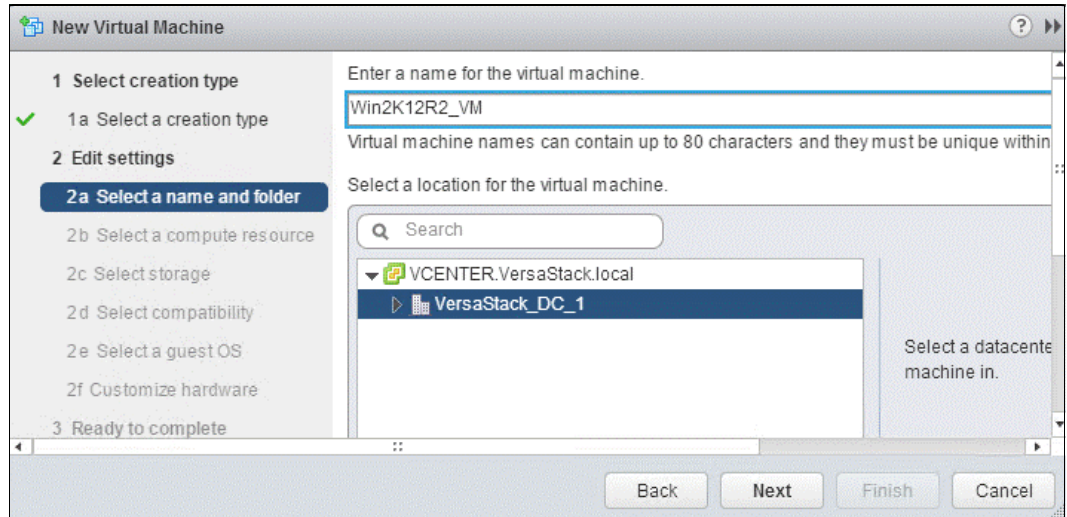 New Virtual Machine
?
1 Select creation type
1a Select a creation type
2 Edit settings
2a Select a name and folder
2b Select a compute resource
2c Select storage
2d Select compatibility
2e Select a guest OS
2f Customize hardware
3 Ready to complete
Enter a name for the virtual machine.
Win2K12R2_VM
Virtual machine names can contain up to 80 characters and they must be unique within
Select a location for the virtual machine.
Search
VCENTER.VersaStack.local
VersaStack_DC_1
Select a datacente
machine in.
Back Next Finish Cancel